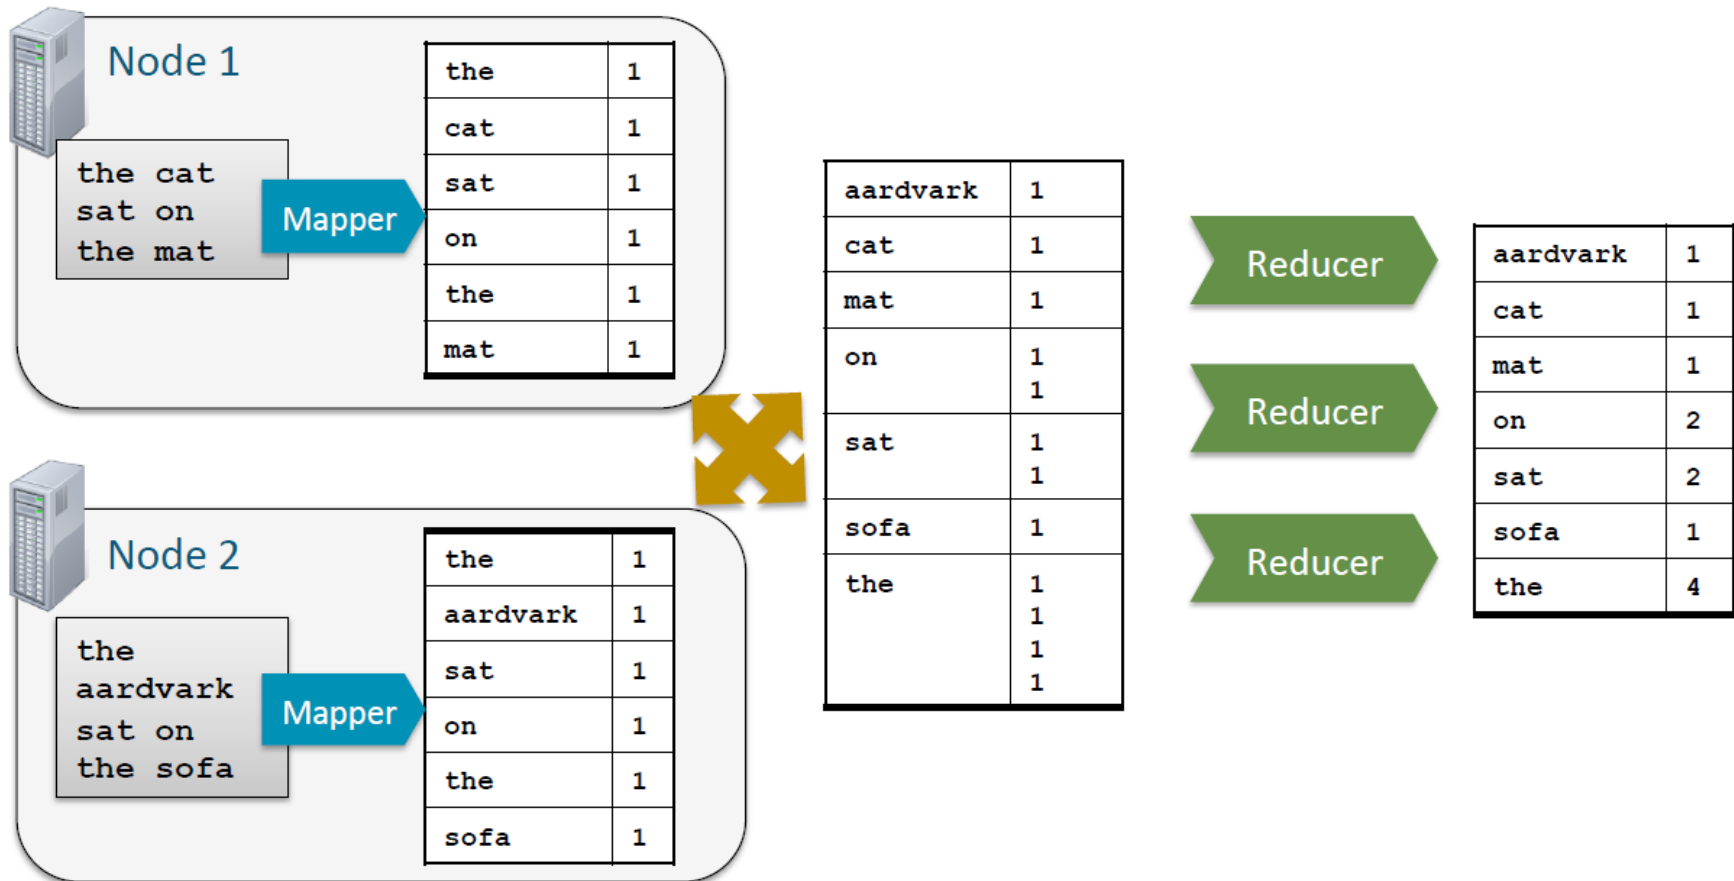 Node 1
the cat
sat on
the mat
Mapper
the 1
cat 1
sat 1
on 1
the 1
mat 1
Node 2
the
aardvark
sat on
the sofa
Mapper
the 1
aardvark 1
sat 1
on 1
the 1
sofa 1
aardvark 1
cat 1
mat 1
on 1
1
sat 1
1
sofa 1
the 1
1
1
1
Reducer
Reducer
Reducer
aardvark 1
cat 1
mat 1
on 2
sat 2
sofa 1
the 4